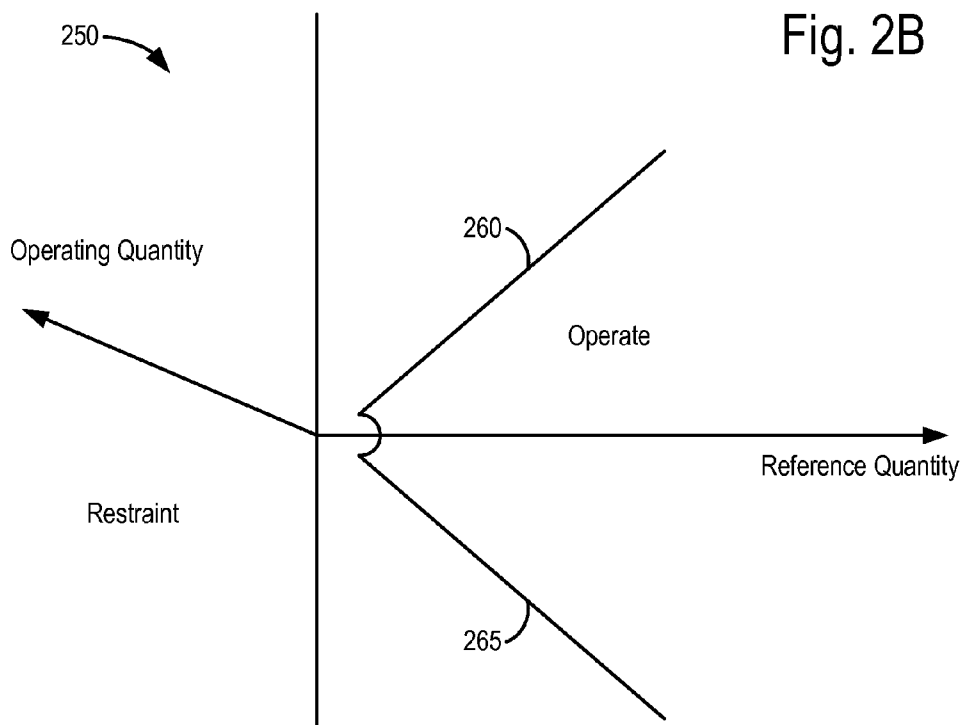 250
Fig. 2B
260
Operating Quantity
Operate
Reference Quantity
Restraint
265